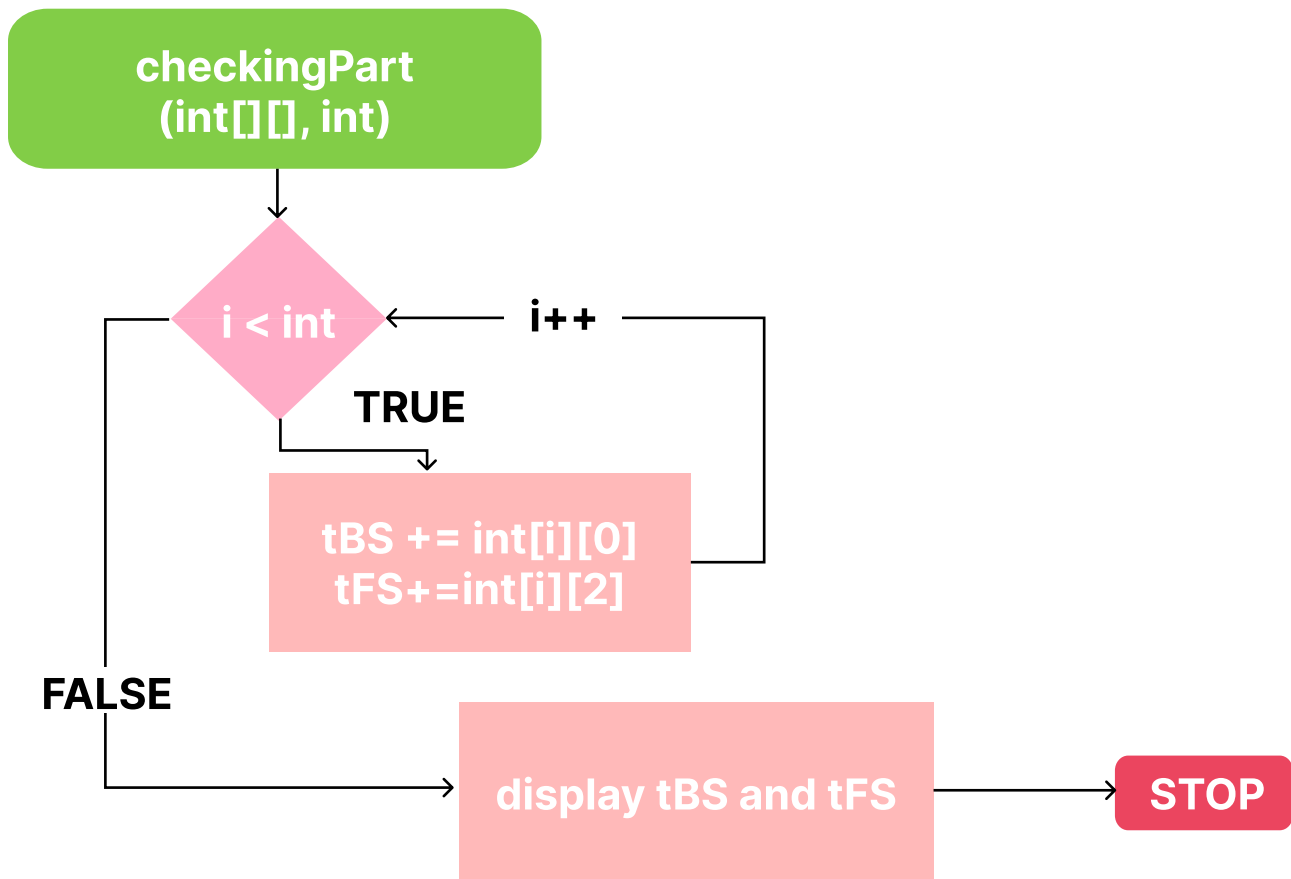 checkingPart
(int[][], int)
i < int
i++
TRUE
tBS += int[i][0]
tFS+=int[i][2]
FALSE
display tBS and tFS
STOP